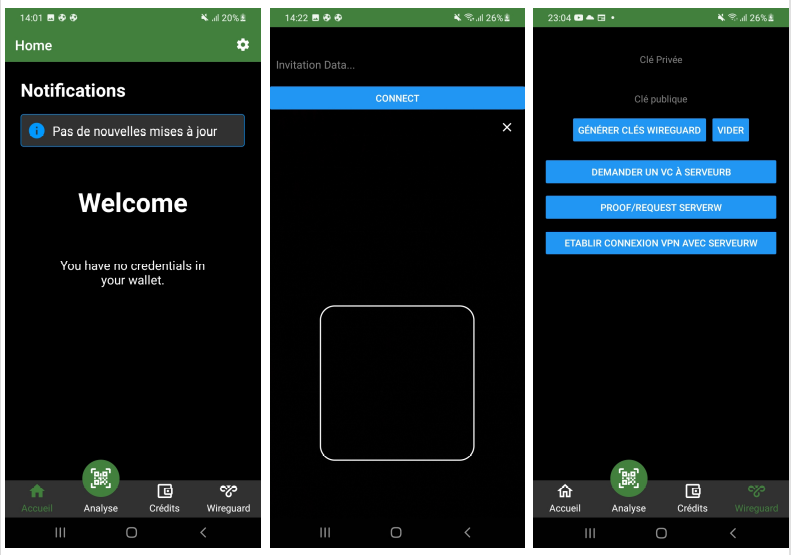 14:01
20%
Home
Notifications
Pas de nouvelles mises à jour
Welcome
You have no credentials in
your wallet.
Accueil
Analyse
Crédits
Wireguard
14:22
26%
Invitation Data...
CONNECT
23:04
26%
Clé Privée
Clé publique
GÉNÉRER CLÉS WIREGUARD
VIDER
DEMANDER UN VC À SERVEURB
PROOF/REQUEST SERVERW
ETABLIR CONNEXION VPN AVEC SERVEURW
Accueil
Analyse
Crédits
Wireguard